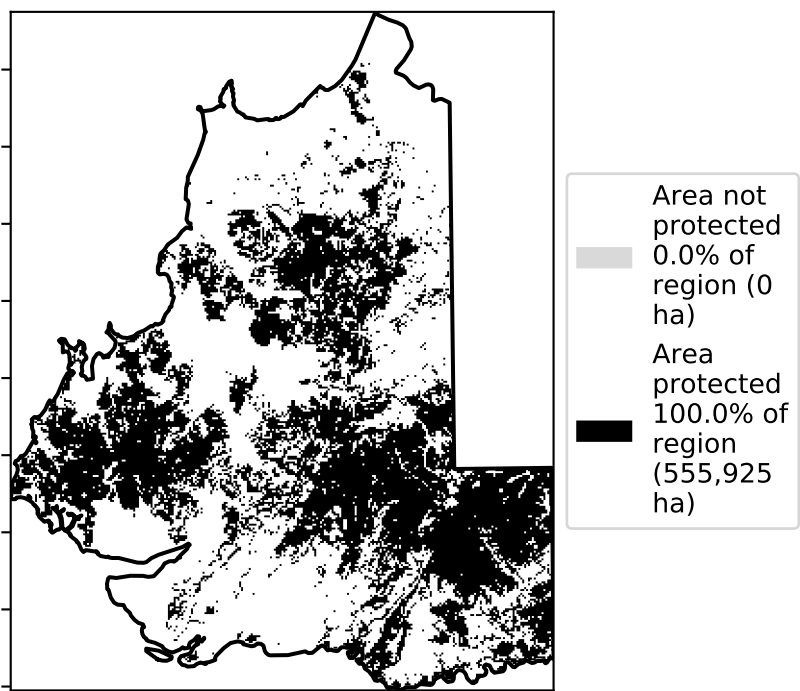 Area not
protected
0.0% of
region (0
ha)
Area
protected
100.0% of
region
(555,925
ha)